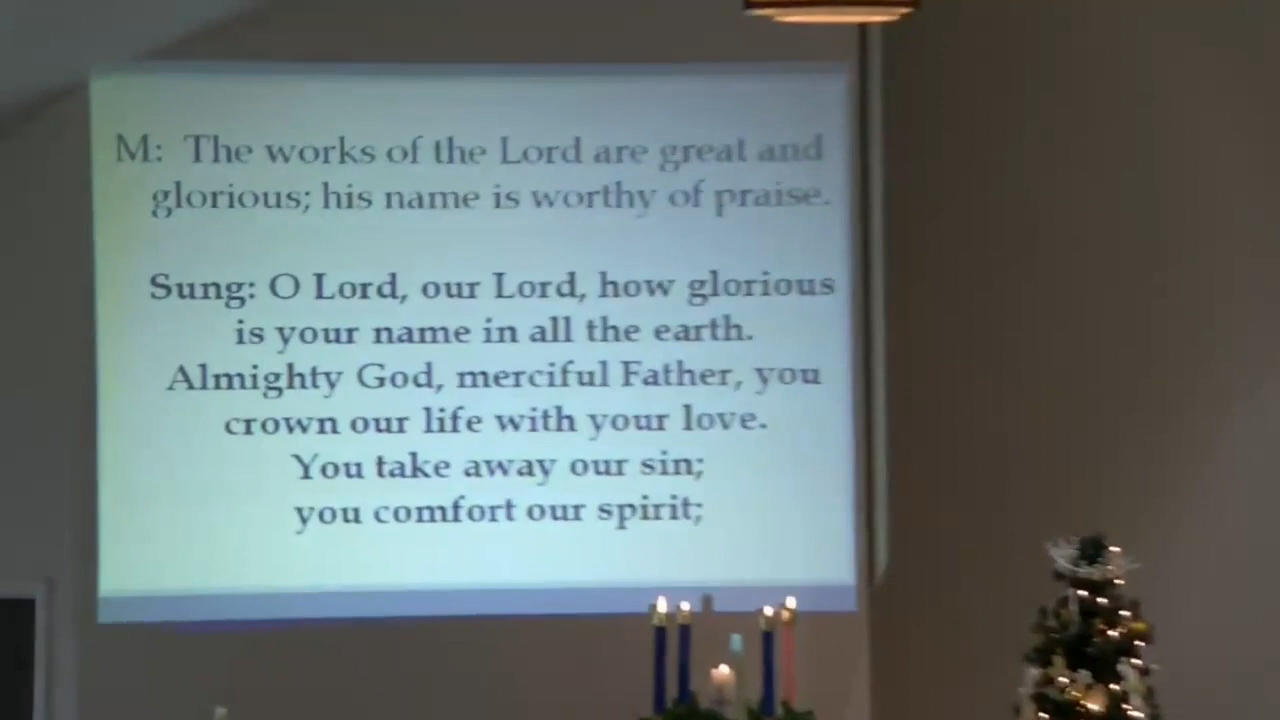 M: The works of the Lord are great and
glorious; his name is worthy of praise.
Sung: O Lord, our Lord, how glorious
is your name in all the earth.
Almighty God, merciful Father, you
crown our life with your love.
You take away our sin;
you comfort our spirit;